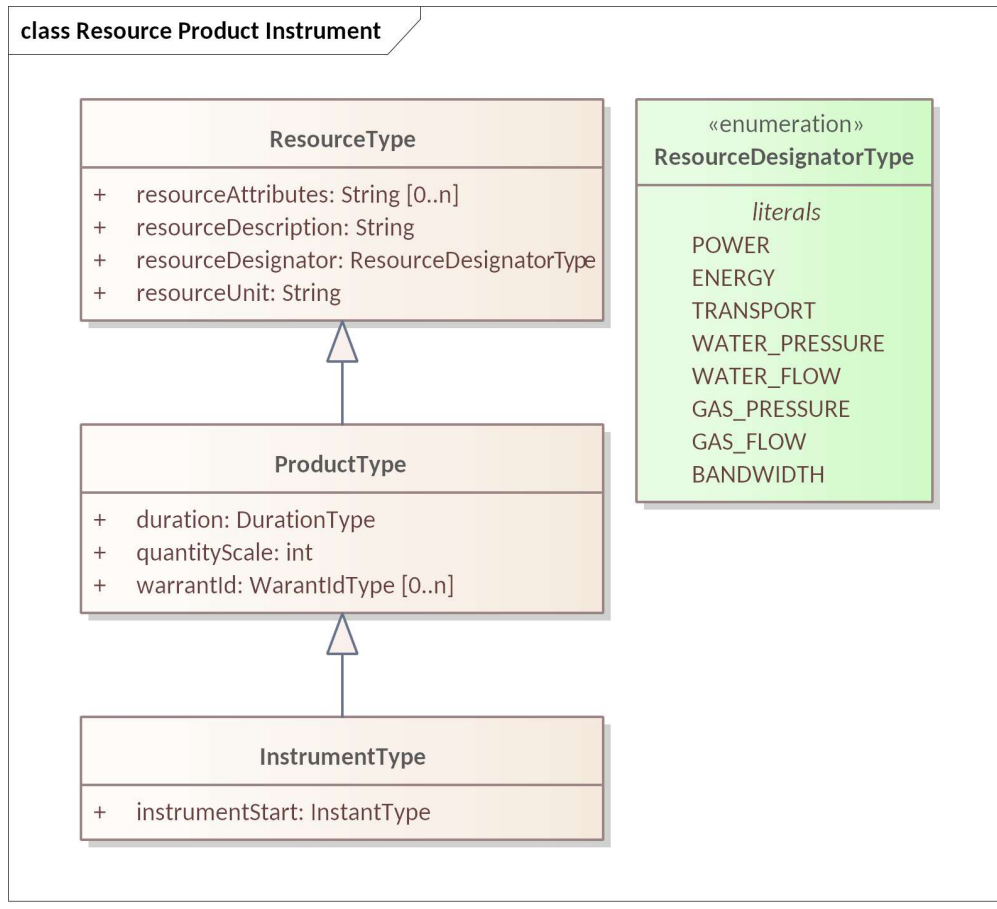 class Resource Product Instrument
ResourceType
+ resourceAttributes: String [0..n]
+ resourceDescription: String
+ resourceDesignator: ResourceDesignatorType
+ resourceUnit: String
«enumeration»
ResourceDesignatorType
literals
POWER
ENERGY
TRANSPORT
WATER_PRESSURE
WATER_FLOW
GAS_PRESSURE
GAS_FLOW
BANDWIDTH
ProductType
+ duration: DurationType
+ quantityScale: int
+ warrantId: WarantIdType [0..n]
InstrumentType
+ instrumentStart: InstantType